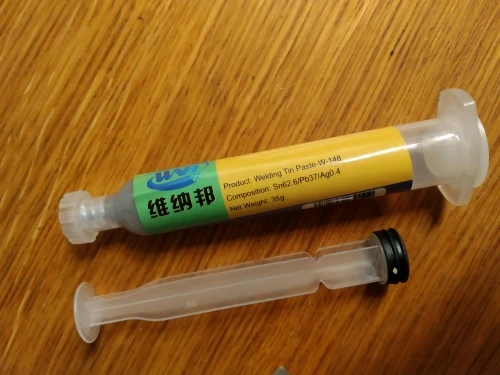 维纳邦
Product: Welding Tin Paste-W-148
Composition: Sn62.6/Pb37/Ag0.4
Net Weight: 35g